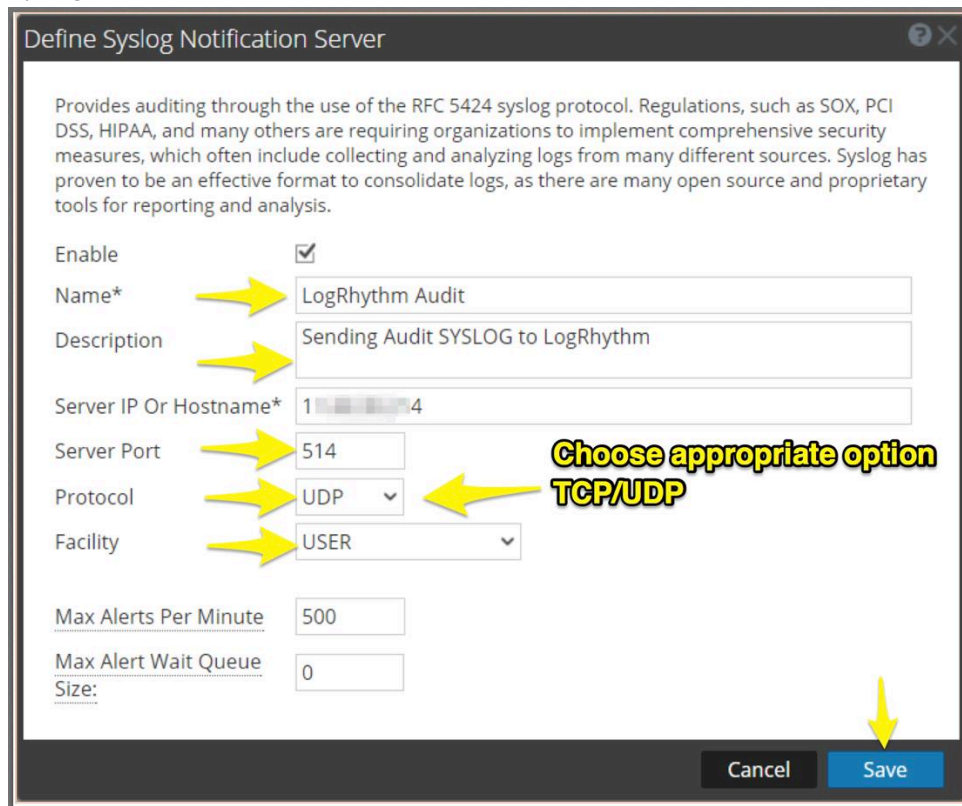 Define Syslog Notification Server
Provides auditing through the use of the RFC 5424 syslog protocol. Regulations, such as SOX, PCI
DSS, HIPAA, and many others are requiring organizations to implement comprehensive security
measures, which often include collecting and analyzing logs from many different sources. Syslog has
proven to be an effective format to consolidate logs, as there are many open source and proprietary
tools for reporting and analysis.
Enable
Name* LogRhythm Audit
Description Sending Audit SYSLOG to LogRhythm
Server IP Or Hostname* 1 4
Server Port 514
Choose appropriate option
TCP/UDP
Protocol UDP
Facility USER
Max Alerts Per Minute 500
Max Alert Wait Queue
Size: 0
Cancel Save